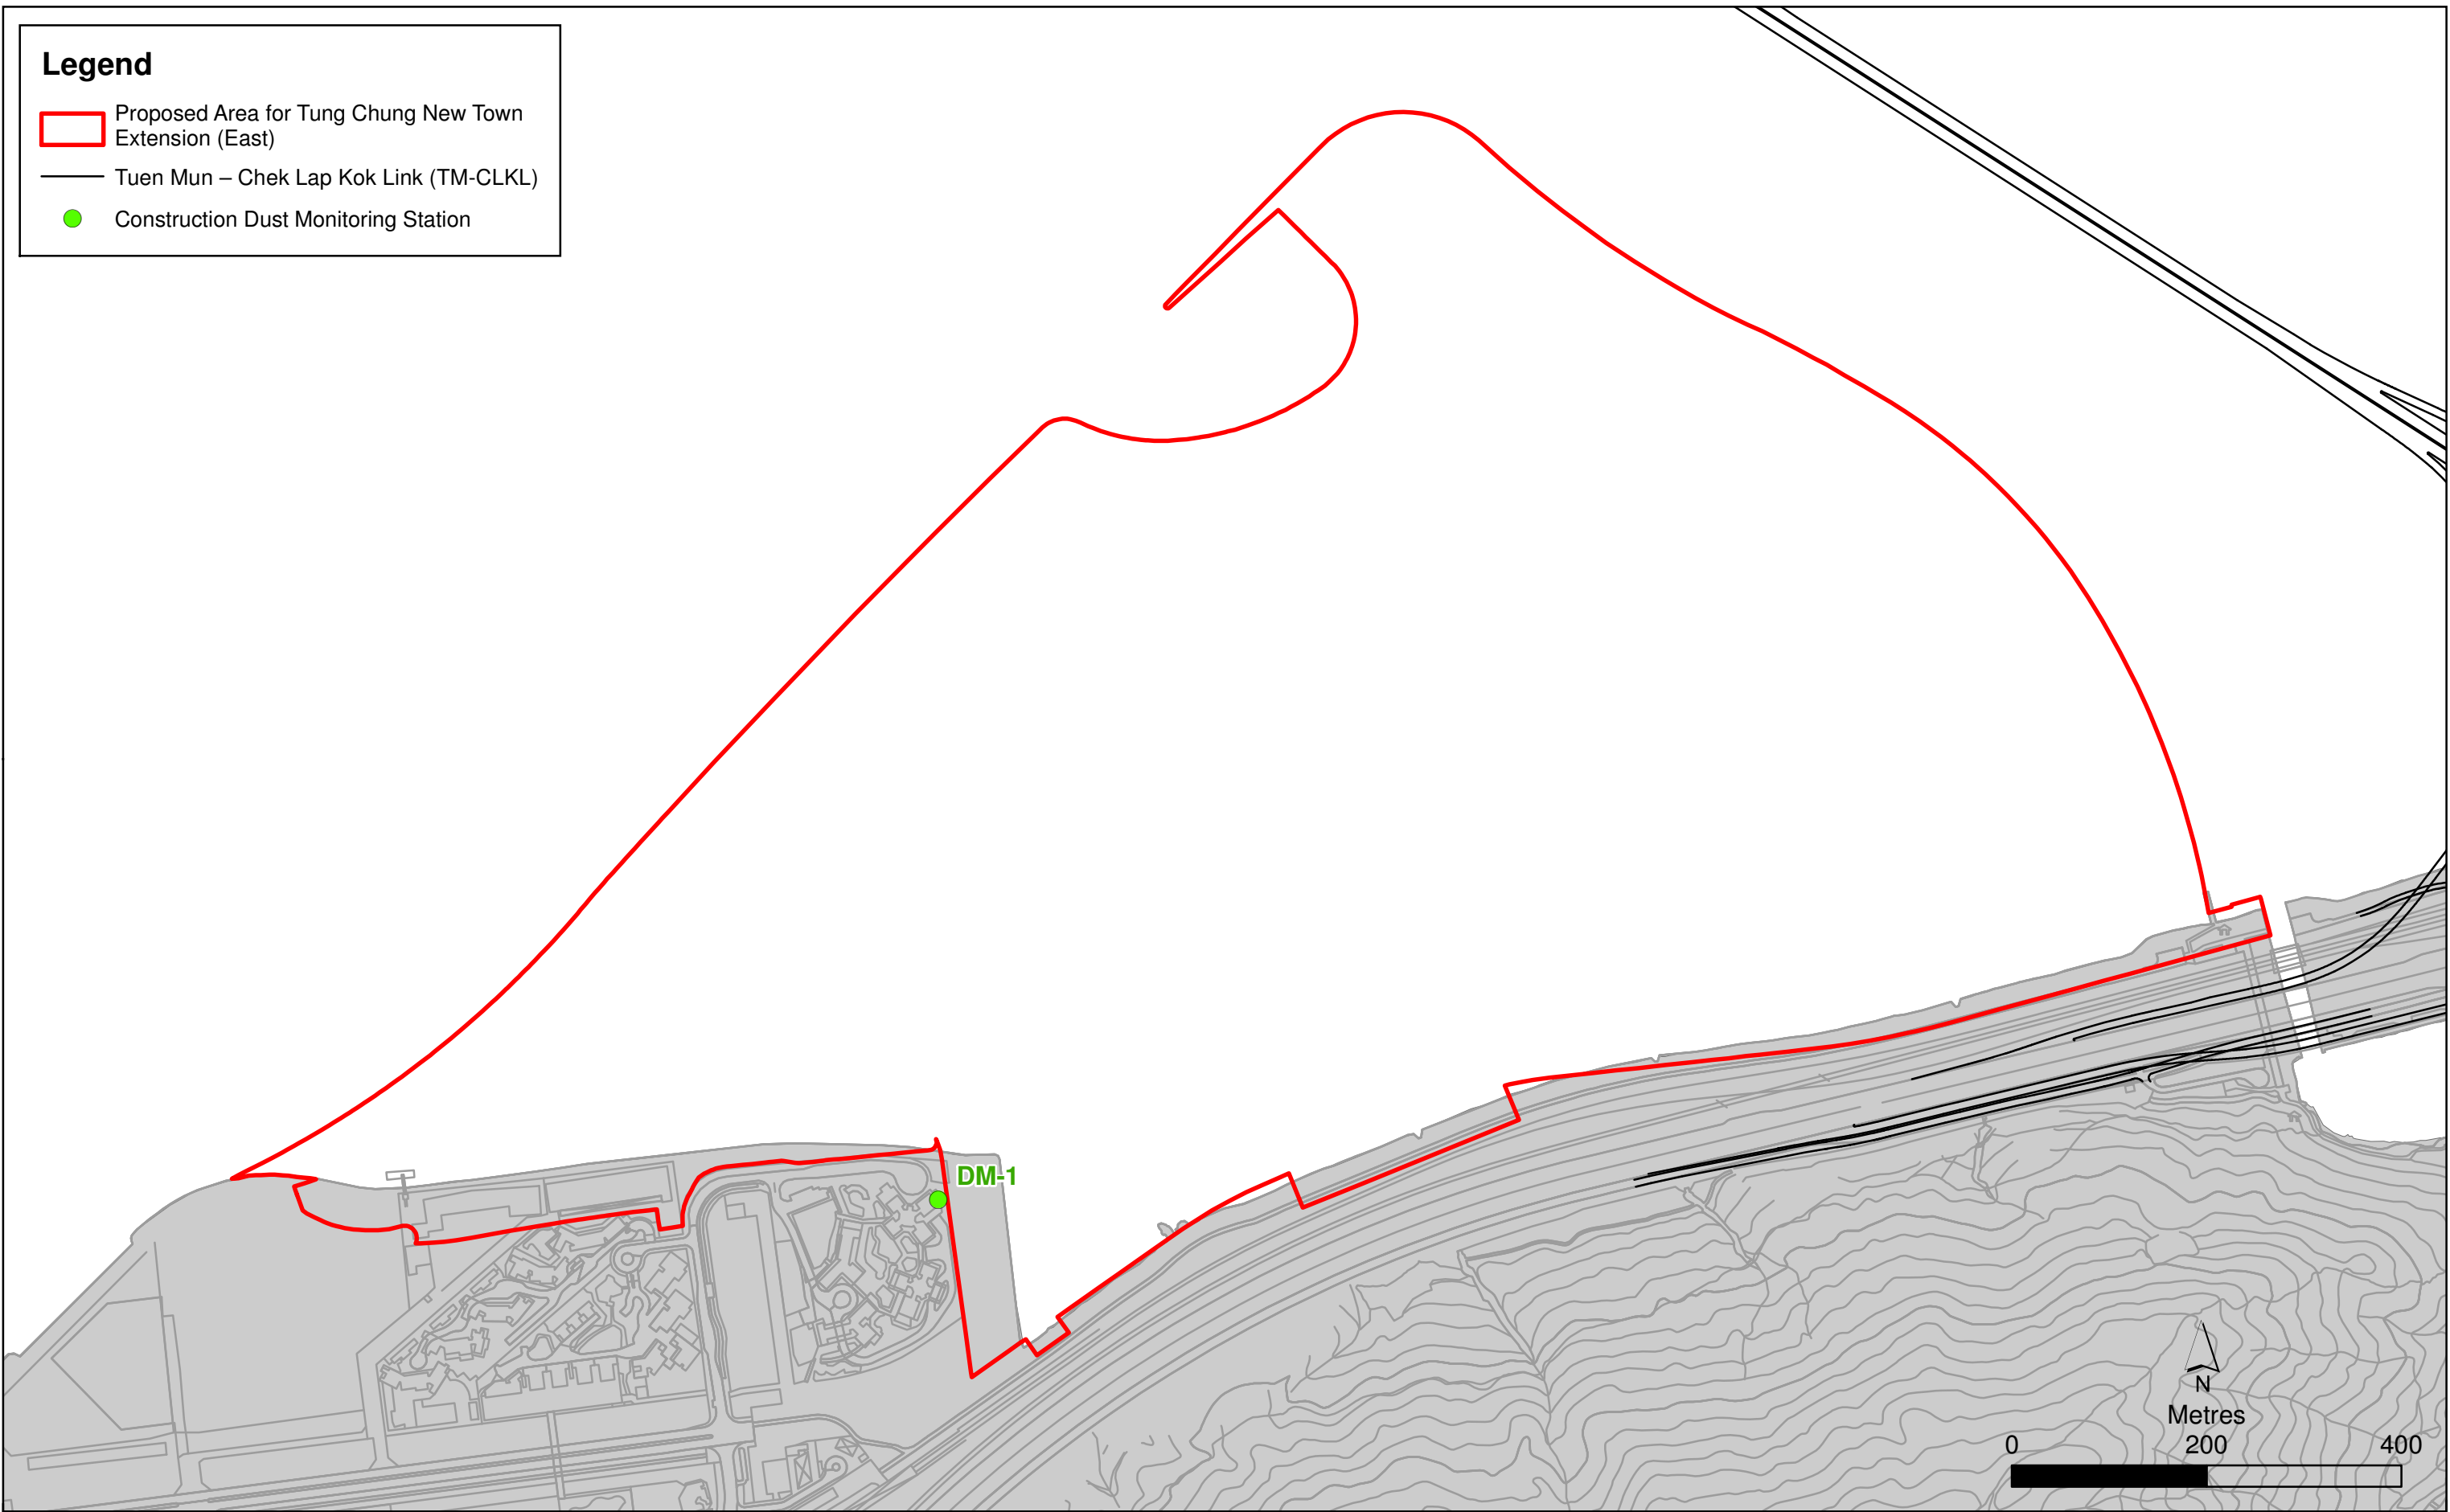 Legend
Proposed Area for Tung Chung New Town
Extension (East)
Tuen Mun – Chek Lap Kok Link (TM-CLKL)
Construction Dust Monitoring Station
DM-1
N
Metres
0 200 400